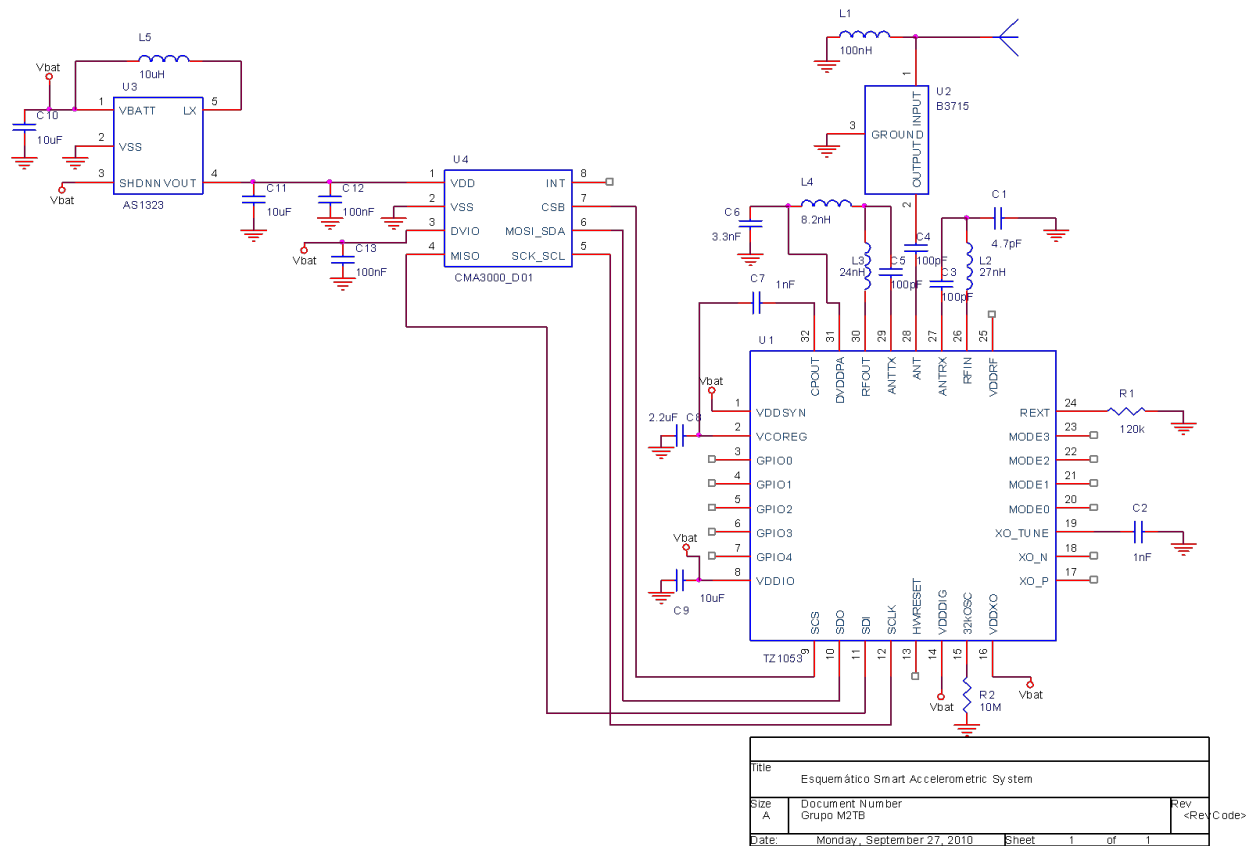 L5
10uH
Vbat
U3
1
VBATT
LX
5
C10
10uF
2
VSS
3
SHDNN
VOUT
4
Vbat
AS1323
C11
10uF
C12
100nF
Vbat
C13
100nF
U4
1
VDD
INT
8
2
VSS
CSB
7
3
DVIO
MOSI_SDA
6
4
MISO
SCK_SCL
5
CMA3000_D01
L1
100nH
1
U2
B3715
INPUT
3
GROUND
OUTPUT
2
L4
8.2nH
C6
3.3nF
L3
24nH
C5
100pF
C4
100pF
C3
100pF
L2
27nH
C1
4.7pF
C7
1nF
U1
32
31
30
29
28
27
26
25
CPOUT
DVDDPA
RFOUT
ANTTX
ANT
ANTRX
RFIN
VDDRF
Vbat
1
VDDSYN
2.2uF
C8
2
VCOREG
3
GPIO0
4
GPIO1
5
GPIO2
6
GPIO3
7
GPIO4
Vbat
8
VDDIO
C9
10uF
REXT
24
R1
120k
MODE3
23
MODE2
22
MODE1
21
MODE0
20
XO_TUNE
19
C2
1nF
XO_N
18
XO_P
17
SCS
SDO
SDI
SCLK
HWRESET
VDDDIG
32kOSC
VDDXO
TZ1053
9
10
11
12
13
14
15
16
Vbat
R2
10M
Vbat
Title
Esquemático Smart Accelerometric System
Size
A
Document Number
Grupo M2TB
Rev
<RevCode>
Date:
Monday, September 27, 2010
Sheet
1
of
1